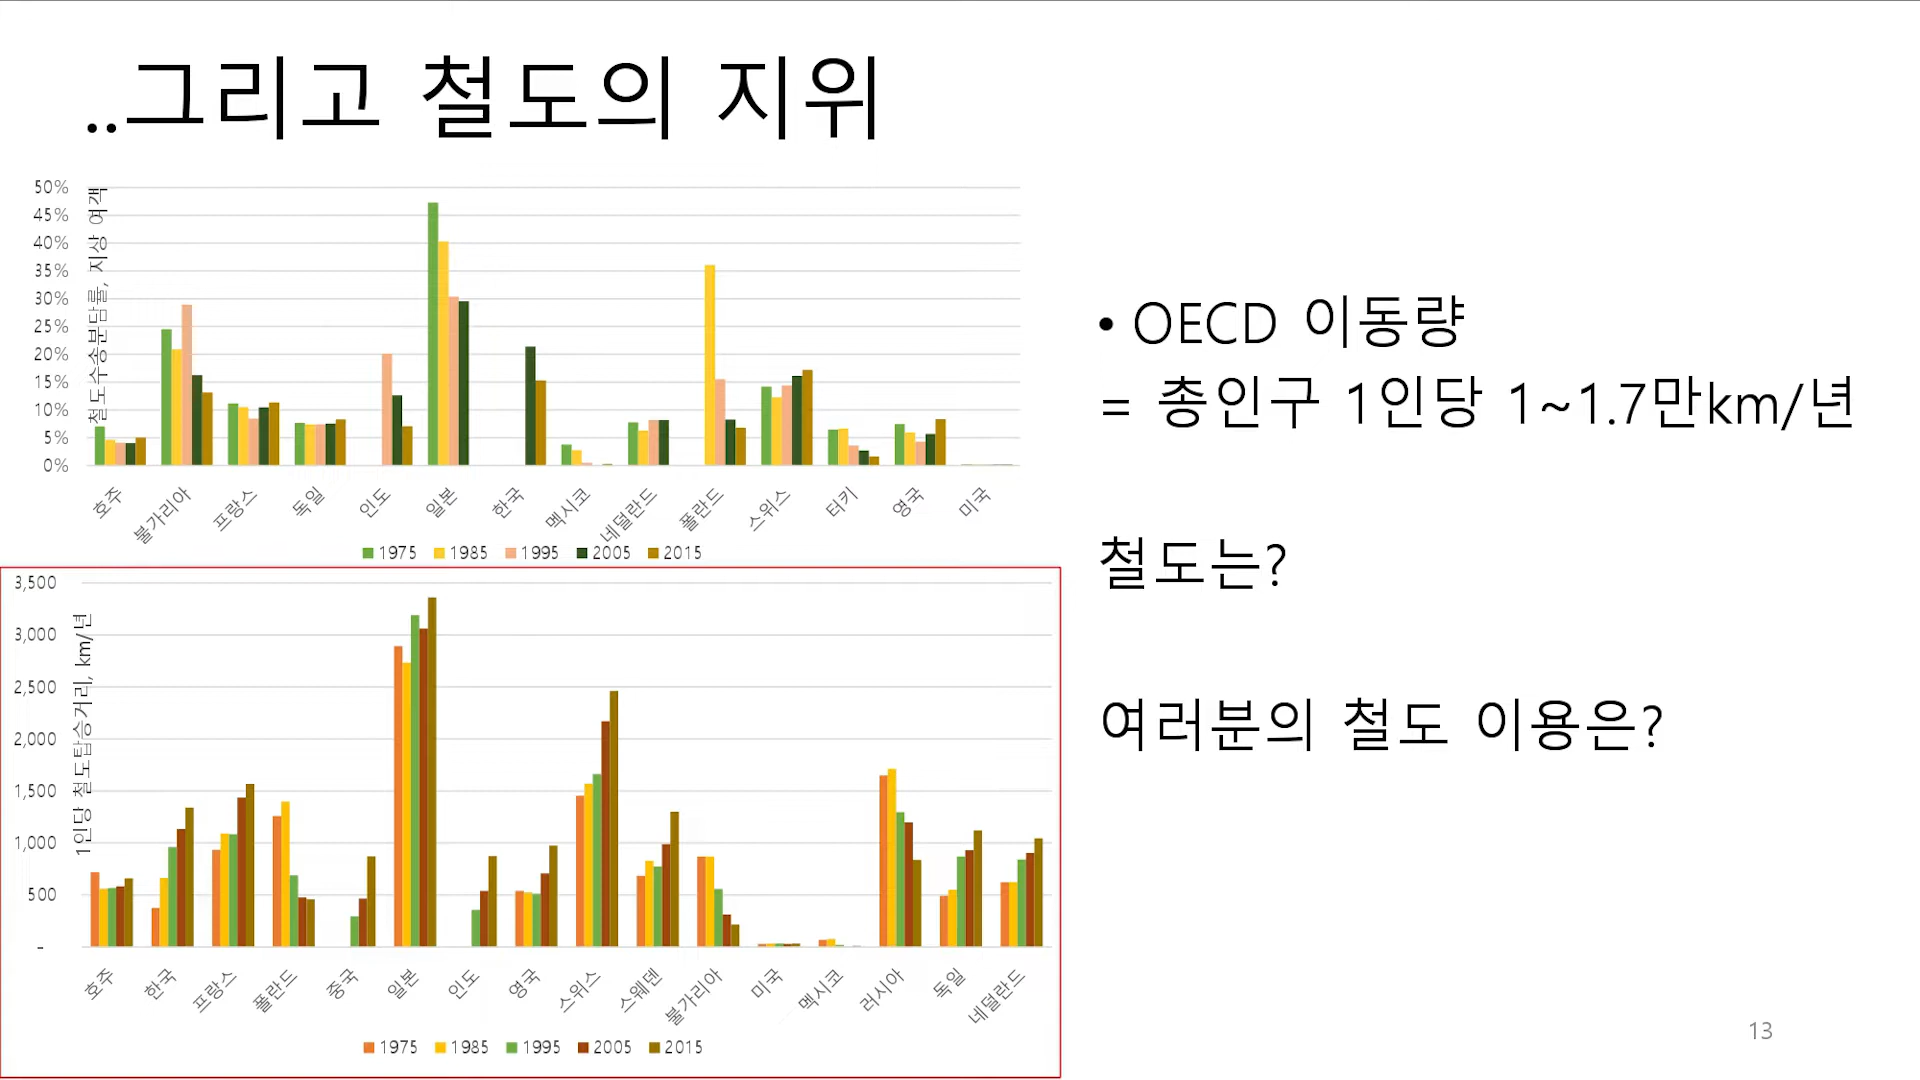 ..그리고 철도의 지위
철도수송분담률, 지상 여객
50%
45%
40%
35%
30%
25%
20%
15%
10%
5%
0%
호주 불가리아 프랑스 독일 인도 일본 한국 멕시코 네덜란드 폴란드 스위스 터키 영국 미국
1975 1985 1995 2005 2015
1인당 철도탑승거리, km/년
3,500
3,000
2,500
2,000
1,500
1,000
500
-
호주 한국 프랑스 폴란드 중국 일본 인도 영국 스위스 스웨덴 불가리아 미국 멕시코 러시아 독일 네덜란드
1975 1985 1995 2005 2015
• OECD 이동량
= 총인구 1인당 1~1.7만km/년
철도는?
여러분의 철도 이용은?
13